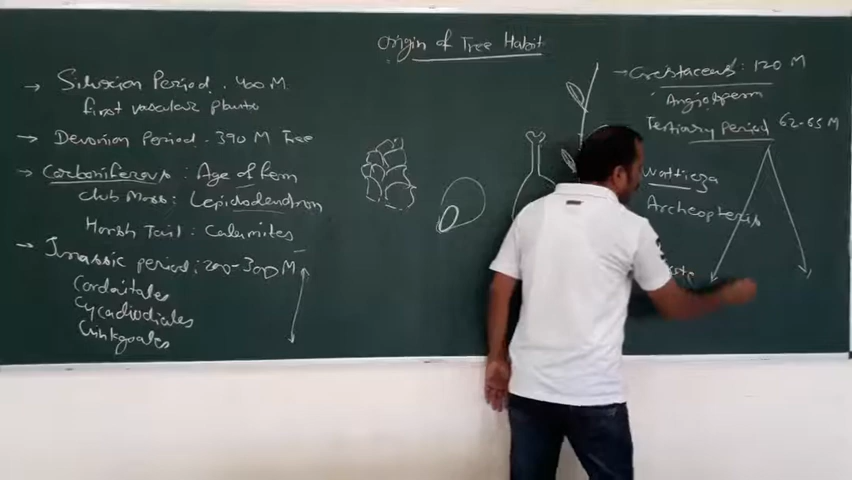 Origin of Tree Habit
→ Silurian Period . 400 M.
first vascular plants
→ Devonian Period . 390 M Tree
→ Carboniferous : Age of fern
Club Moss : Lepidodendron
Horsh Tail : Calamites
→ Jurassic period : 200-300 M
Cordaitales
Cycadiodiales
Ginkgoales
→ Cretaceous : 120 M
Angiosperm
Tertiary Period 62-65 M
Wattieza
Archeopteris